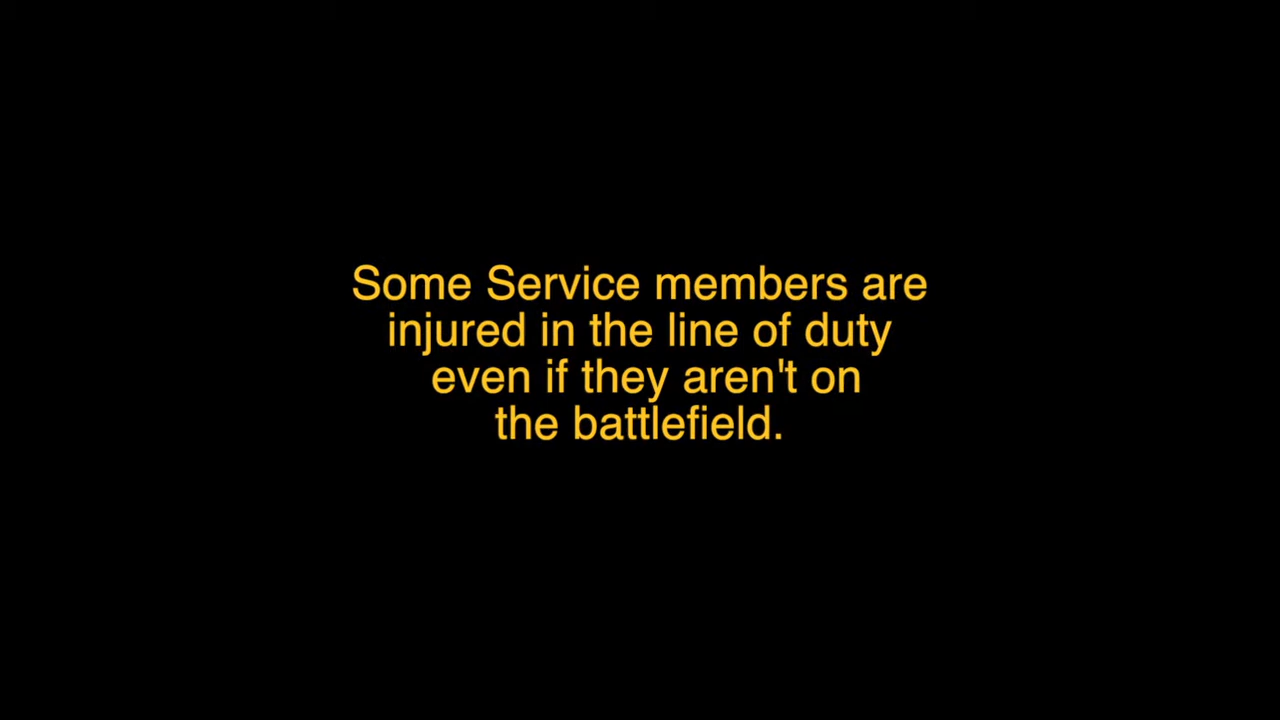 Some Service members are
injured in the line of duty
even if they aren't on
the battlefield.